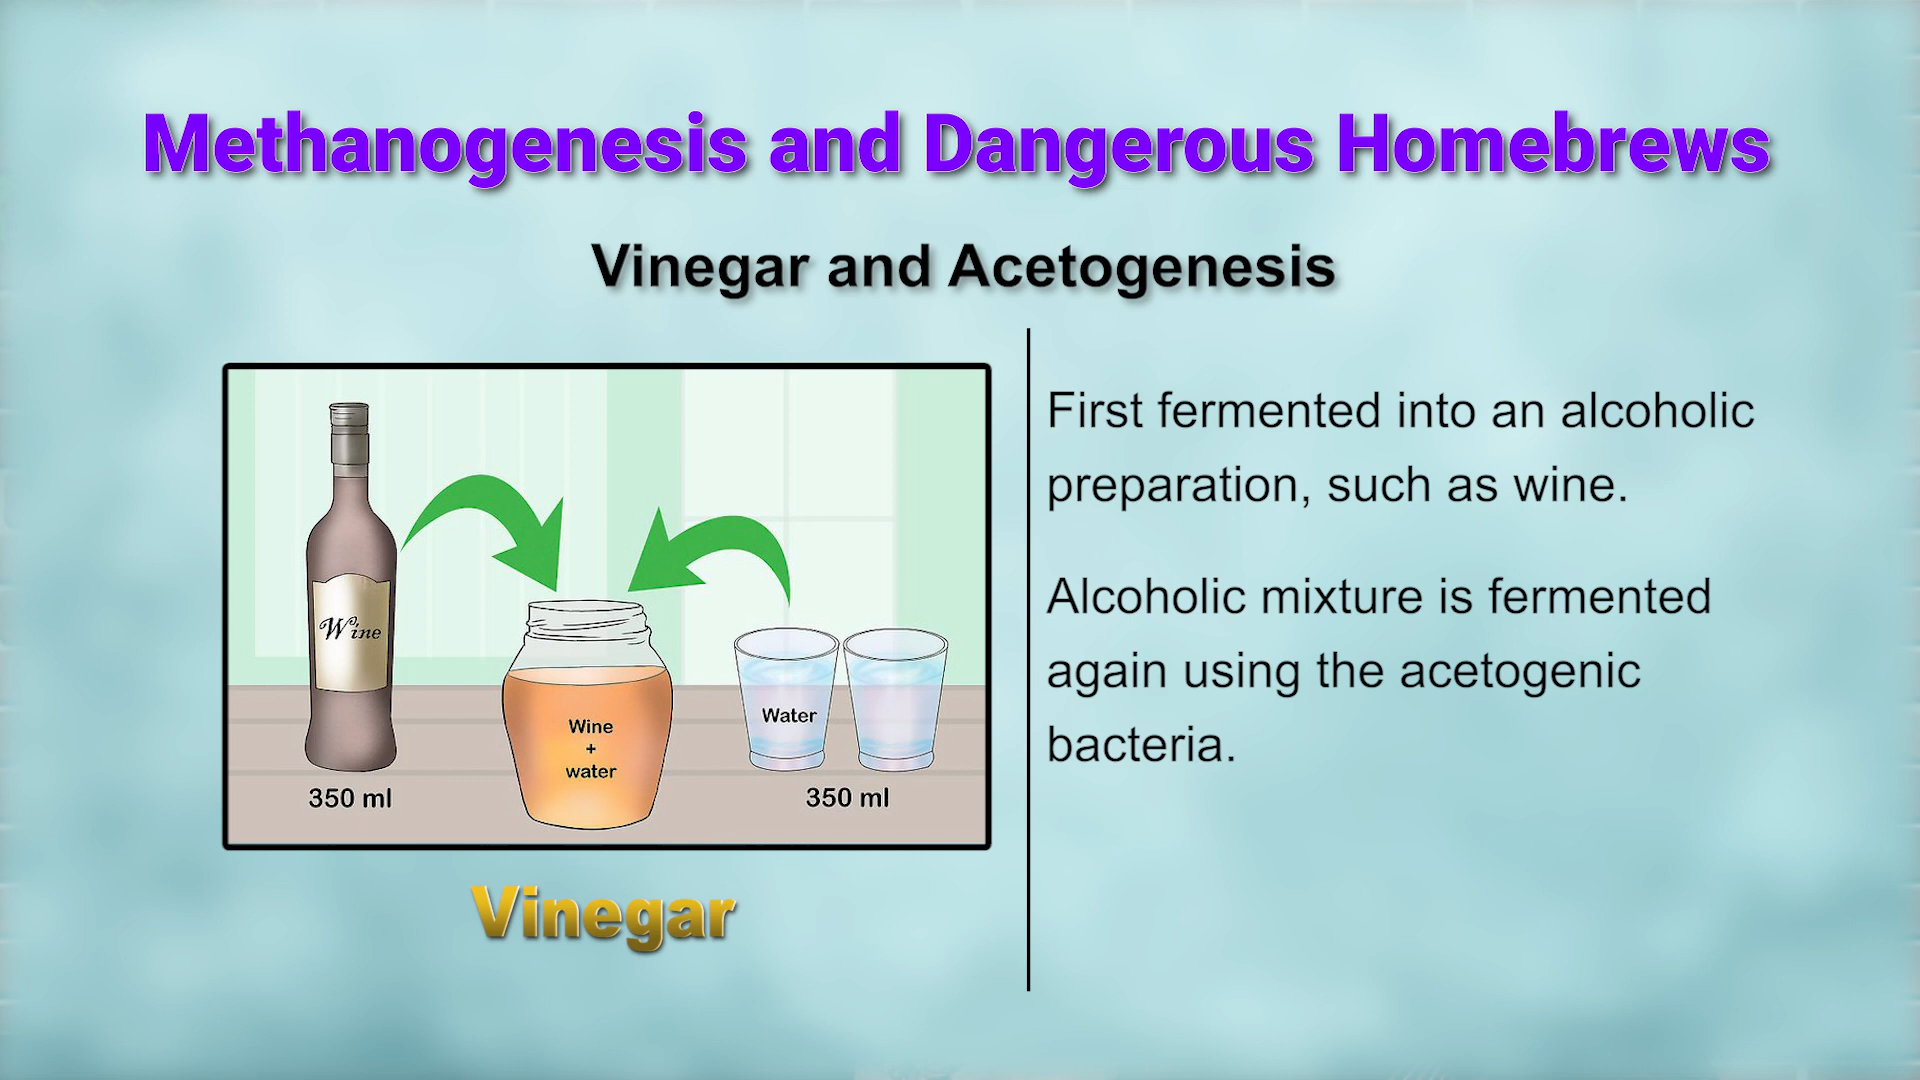 Methanogenesis and Dangerous Homebrews
Vinegar and Acetogenesis
Wine
350 ml
Wine
+
water
Water
350 ml
Vinegar
First fermented into an alcoholic
preparation, such as wine.
Alcoholic mixture is fermented
again using the acetogenic
bacteria.